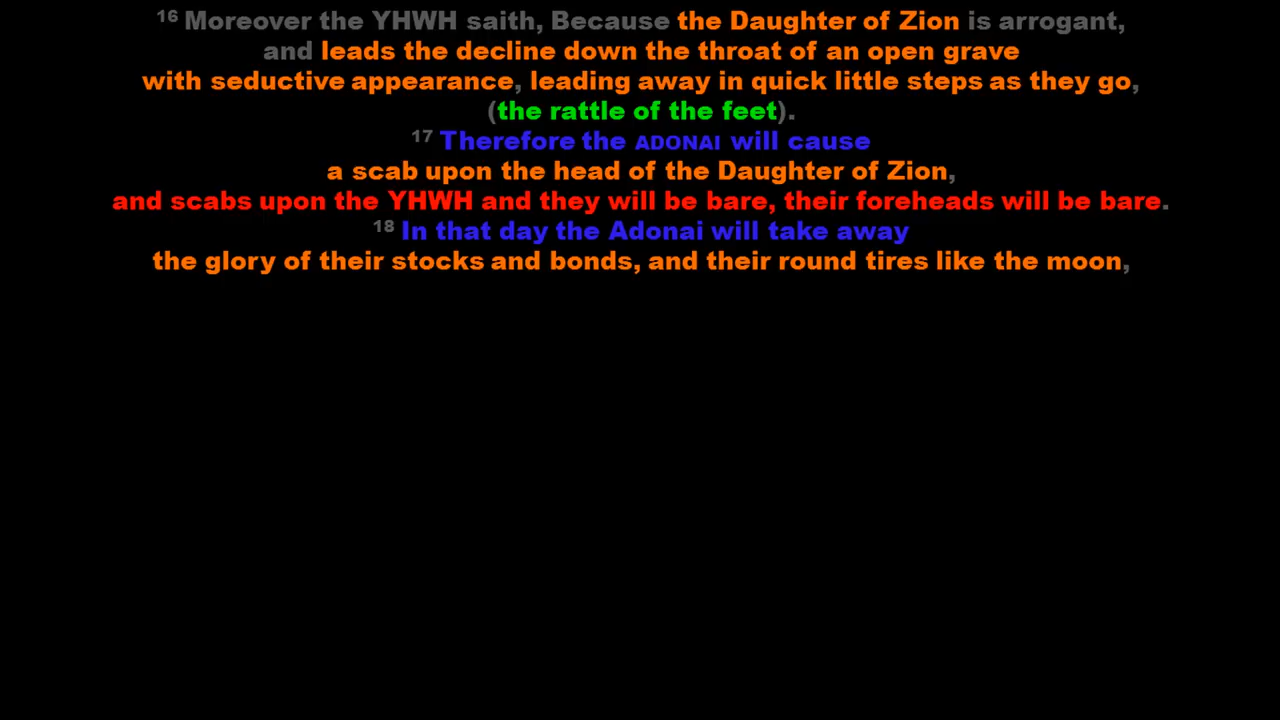 16 Moreover the YHWH saith, Because the Daughter of Zion is arrogant,
and leads the decline down the throat of an open grave
with seductive appearance, leading away in quick little steps as they go,
(the rattle of the feet).
17 Therefore the ADONAI will cause
a scab upon the head of the Daughter of Zion,
and scabs upon the YHWH and they will be bare, their foreheads will be bare.
18 In that day the Adonai will take away
the glory of their stocks and bonds, and their round tires like the moon,